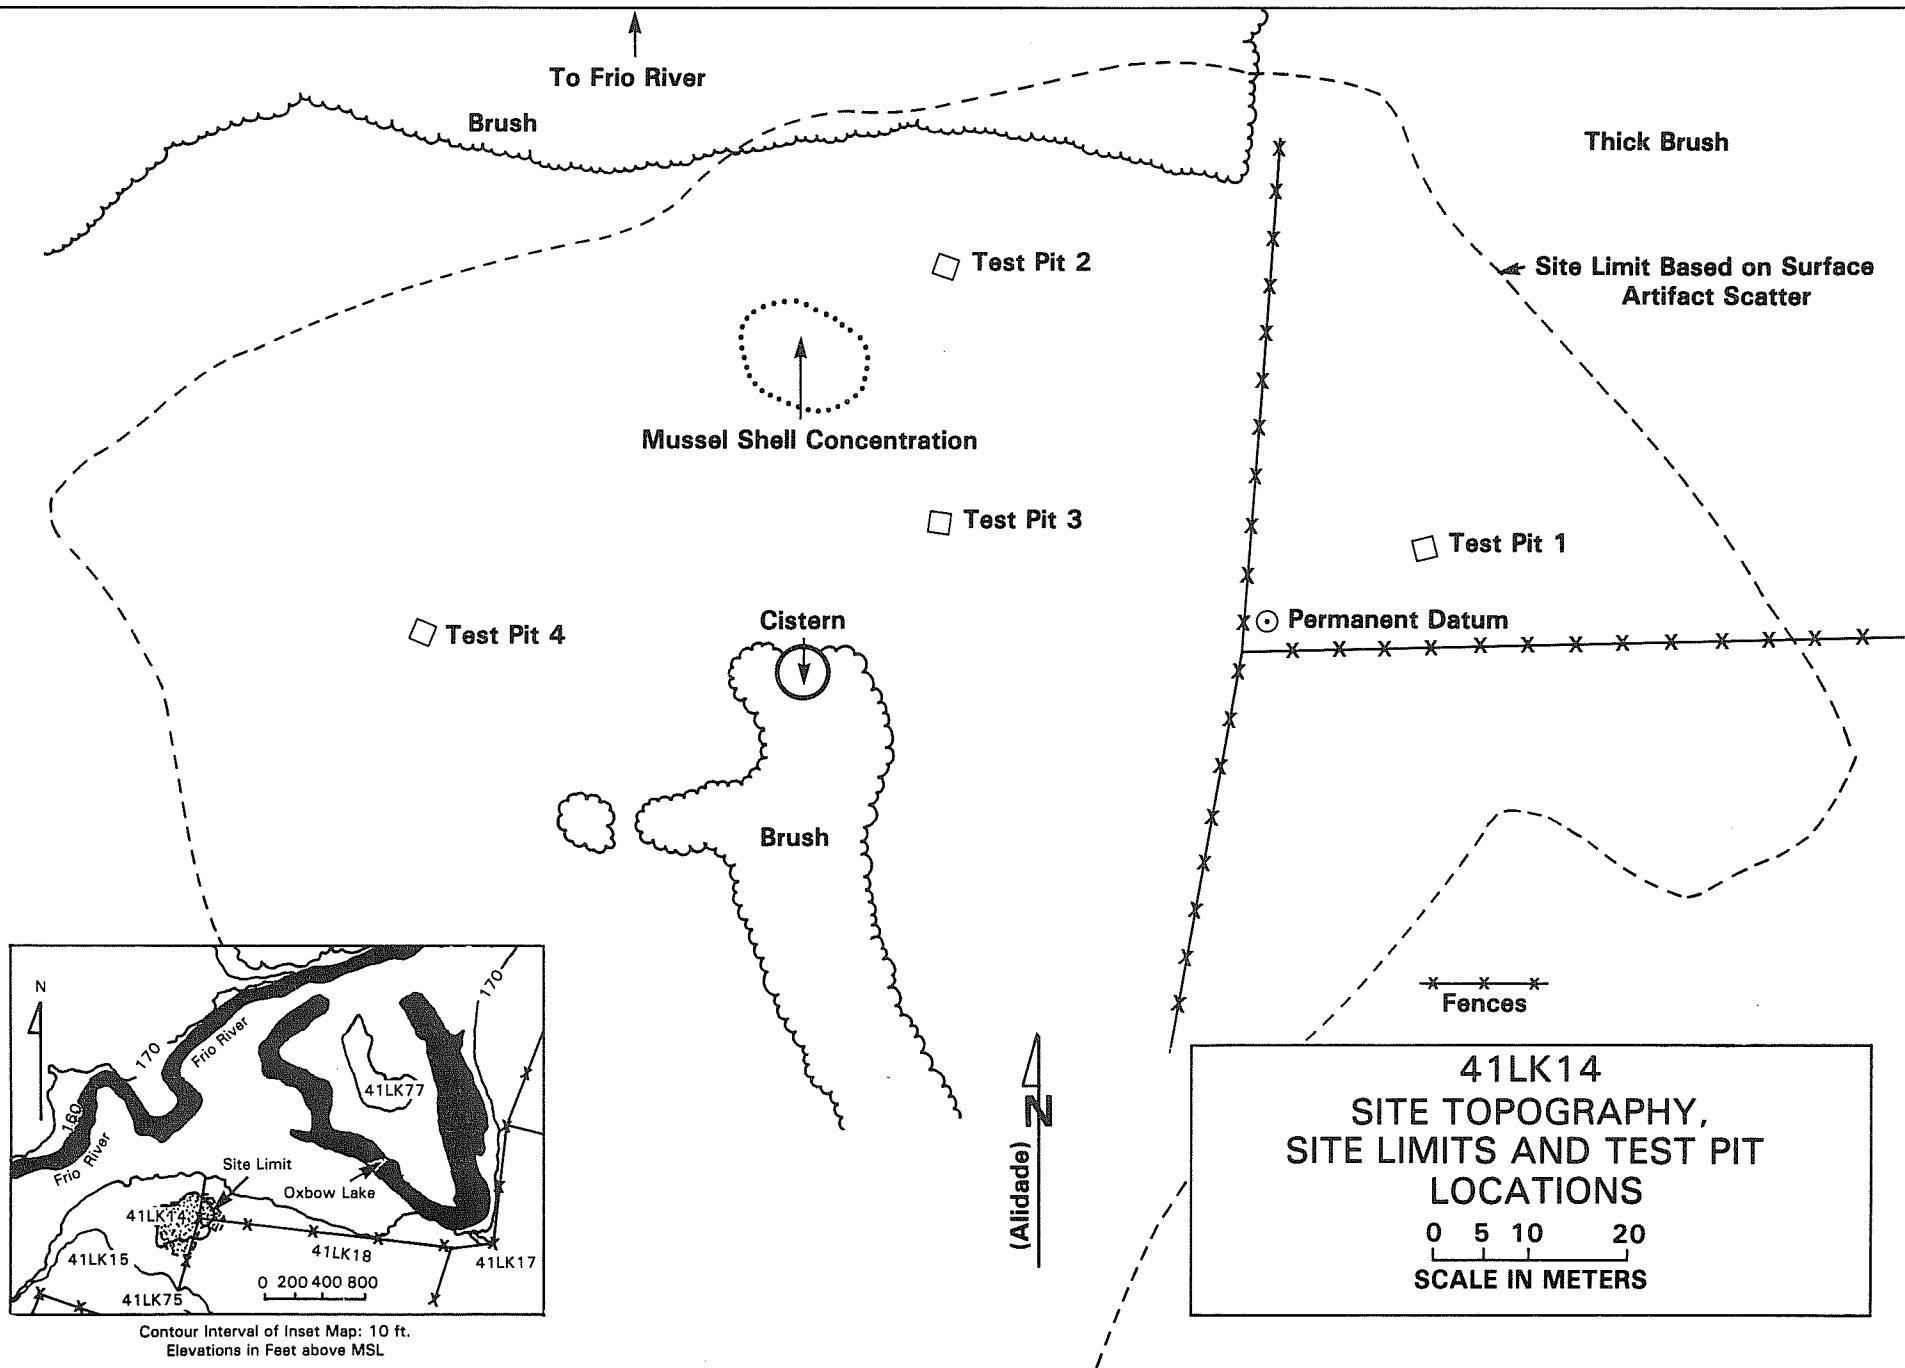 To Frio River
Brush
Thick Brush
Test Pit 2
Site Limit Based on Surface
Artifact Scatter
Mussel Shell Concentration
Test Pit 3
Test Pit 1
Cistern
Permanent Datum
Test Pit 4
Brush
Fences
N
(Alidade)
41LK14
SITE TOPOGRAPHY,
SITE LIMITS AND TEST PIT
LOCATIONS
0 5 10 20
SCALE IN METERS
N
170
170
Frio River
41LK77
160
Frio River
Site Limit
Oxbow Lake
41LK14
41LK18
41LK17
41LK15
0 200 400 800
41LK75
Contour Interval of Inset Map: 10 ft.
Elevations in Feet above MSL